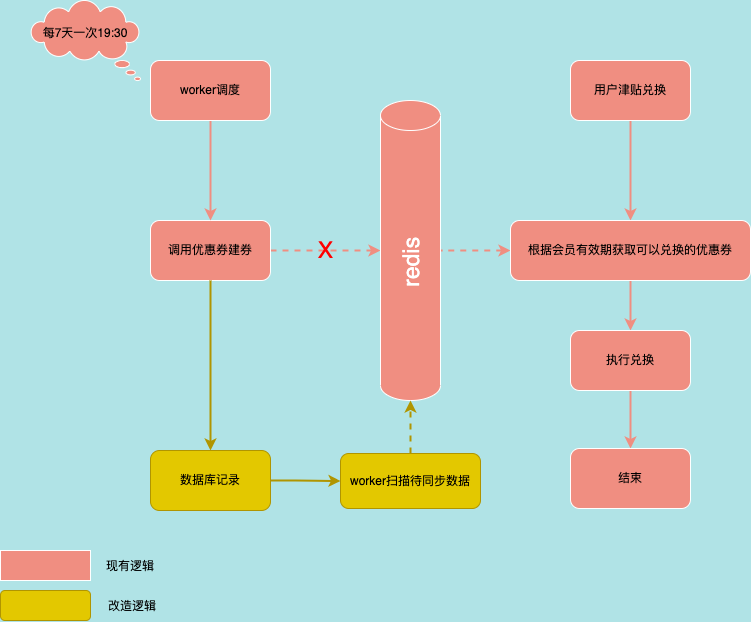 每7天一次19:30
worker调度
用户津贴兑换
调用优惠券建券
X
redis
根据会员有效期获取可以兑换的优惠券
执行兑换
数据库记录
worker扫描待同步数据
结束
现有逻辑
改造逻辑